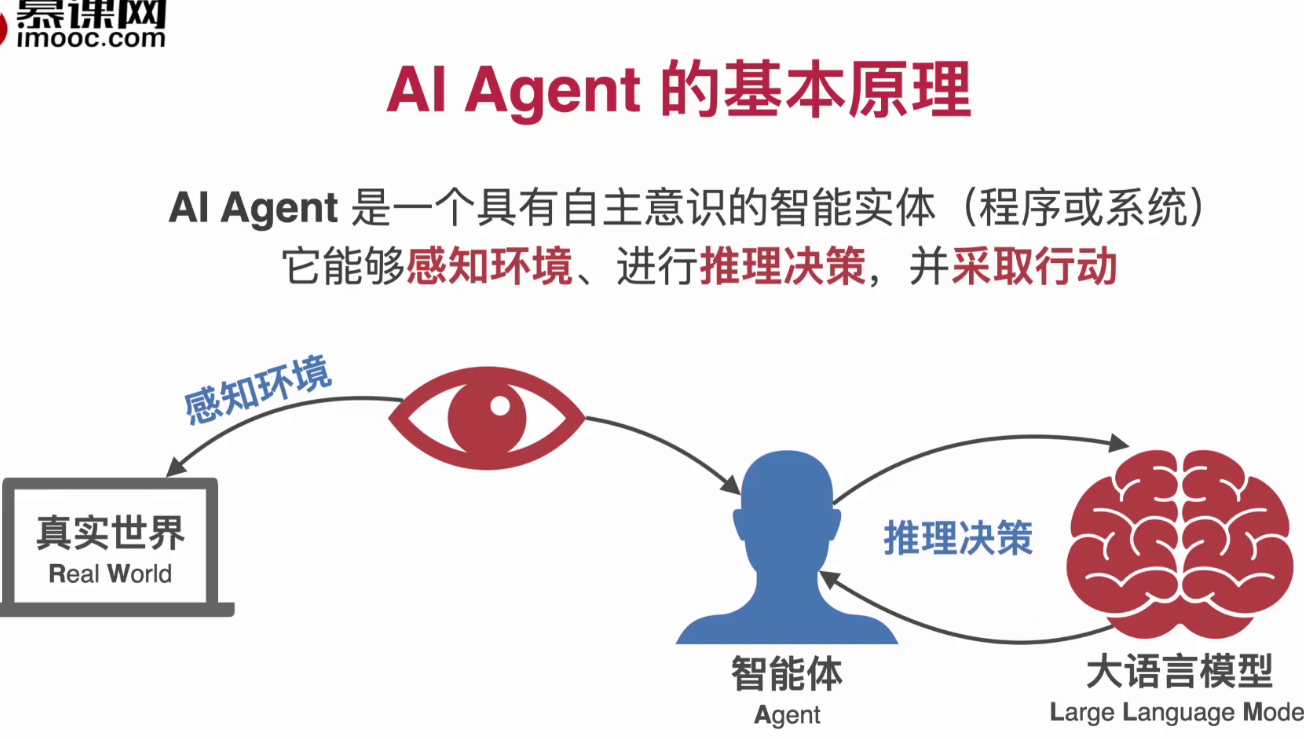 慕课网
imooc.com
AI Agent 的基本原理
AI Agent 是一个具有自主意识的智能实体（程序或系统）
它能够感知环境、进行推理决策，并采取行动
感知环境
真实世界
Real World
推理决策
智能体
Agent
大语言模型
Large Language Mode